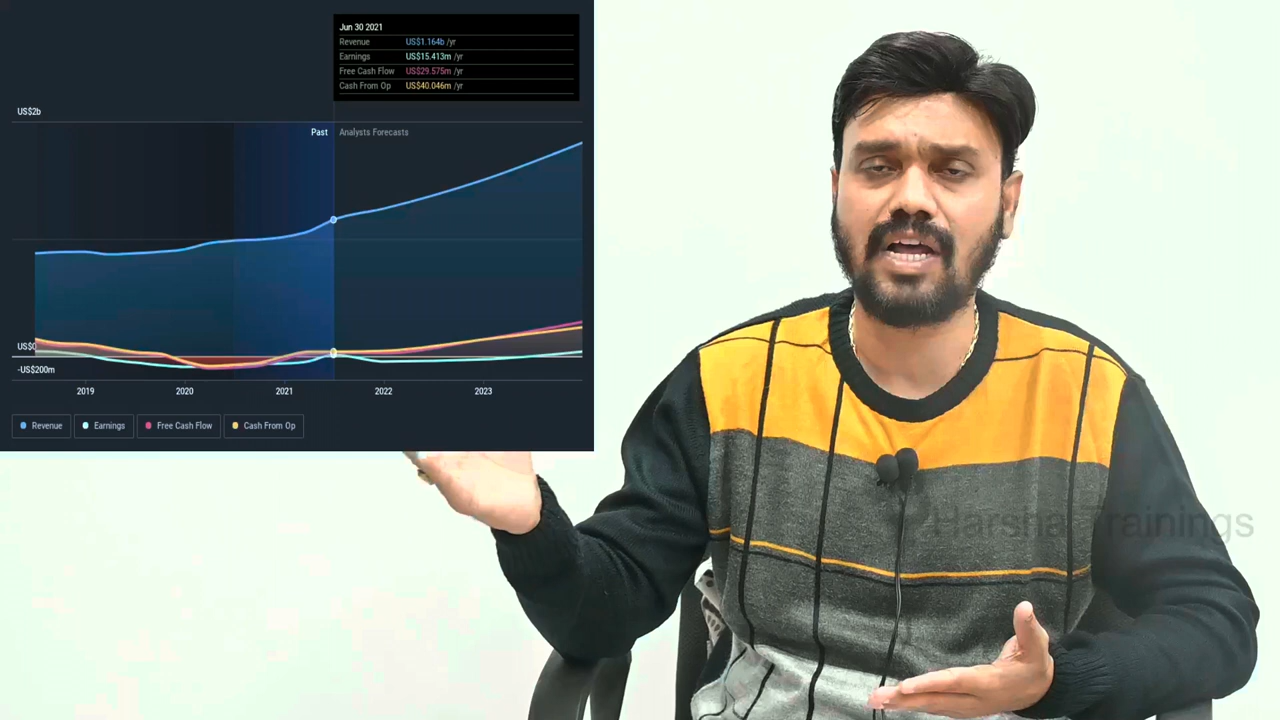 Jun 30 2021
Revenue US$1.164b /yr
Earnings US$15.413m /yr
Free Cash Flow US$29.575m /yr
Cash From Op US$40.046m /yr
US$2b
Past Analysts Forecasts
US$0
-US$200m
2019 2020 2021 2022 2023
Revenue Earnings Free Cash Flow Cash From Op
Harsha Trainings